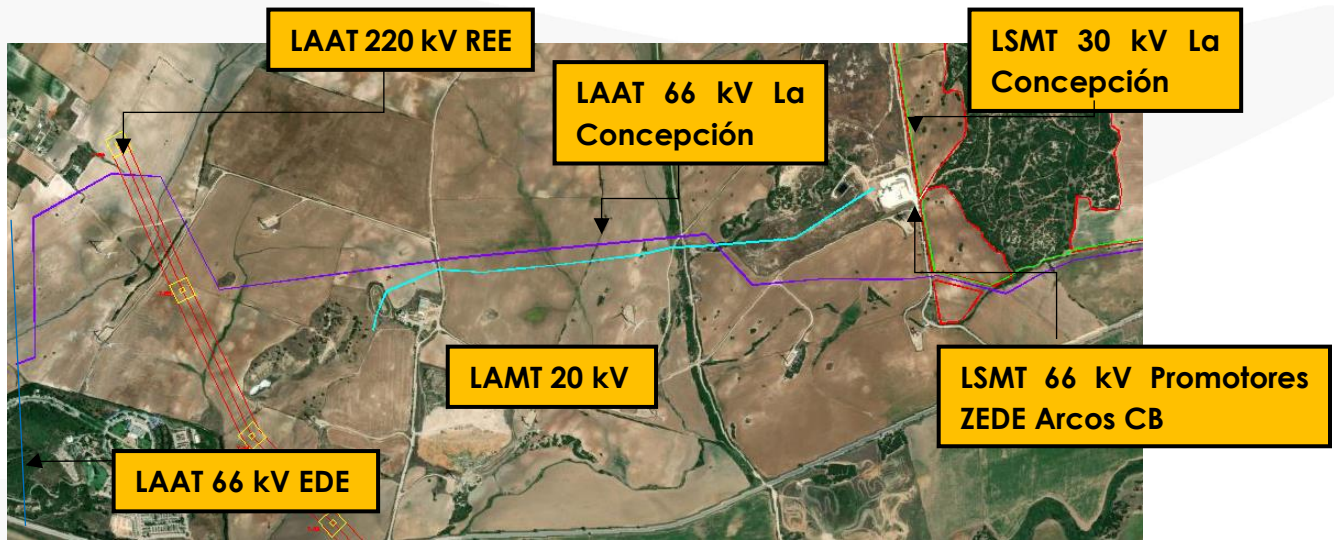 LAAT 220 kV REE
LSMT 30 kV La
Concepción
LAAT 66 kV La
Concepción
LAMT 20 kV
LSMT 66 kV Promotores
ZEDE Arcos CB
LAAT 66 kV EDE